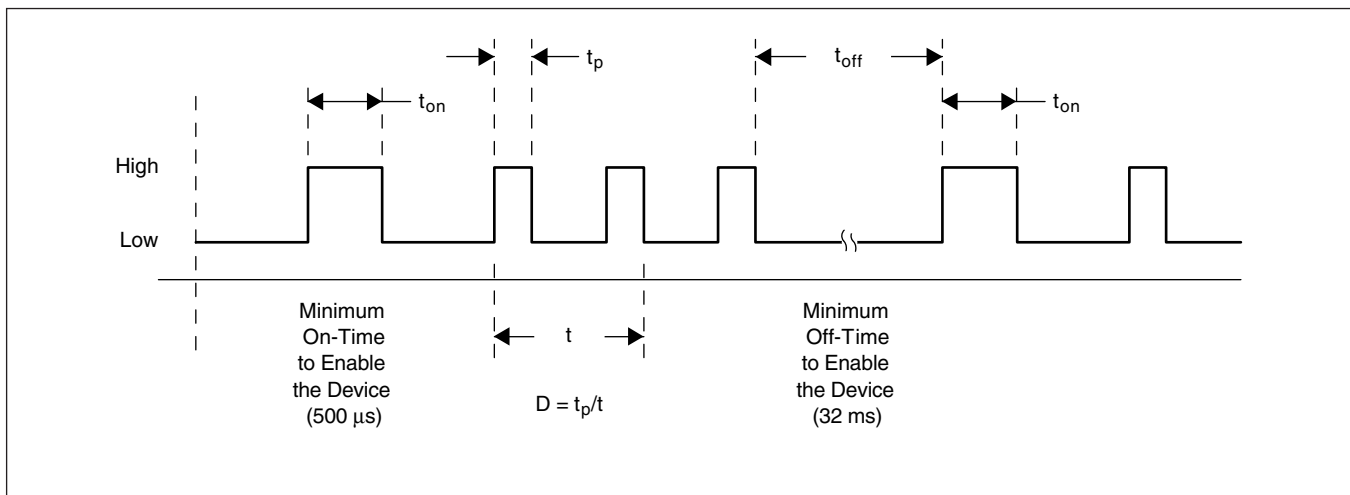 t_p
t_off
t_on
t_on
High
Low
Minimum
On-Time
to Enable
the Device
(500 μs)
t
D = t_p/t
Minimum
Off-Time
to Enable
the Device
(32 ms)